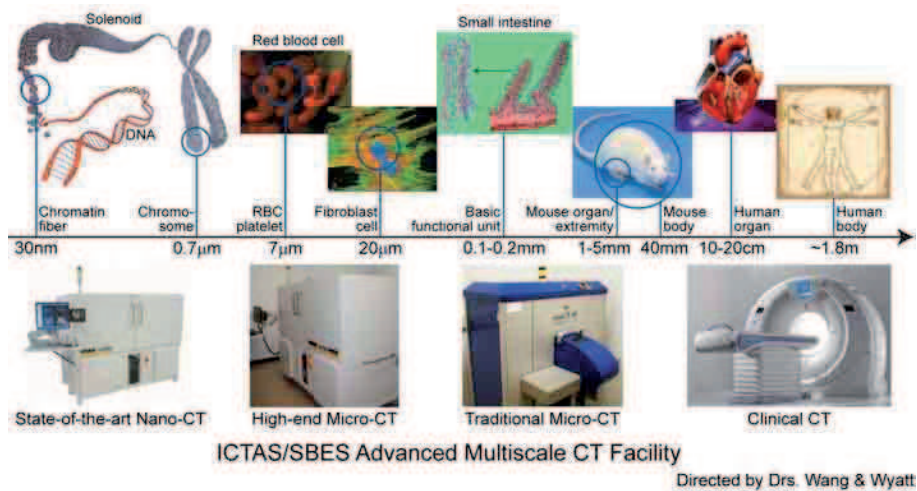 Solenoid
DNA
Red blood cell
Small intestine
Chromatin
fiber
Chromo-
some
RBC
platelet
Fibroblast
cell
Basic
functional unit
Mouse organ/
extremity
Mouse
body
Human
organ
Human
body
30nm
0.7μm
7μm
20μm
0.1-0.2mm
1-5mm
40mm
10-20cm
~1.8m
State-of-the-art Nano-CT
High-end Micro-CT
Traditional Micro-CT
Clinical CT
ICTAS/SBES Advanced Multiscale CT Facility
Directed by Drs. Wang & Wyatt